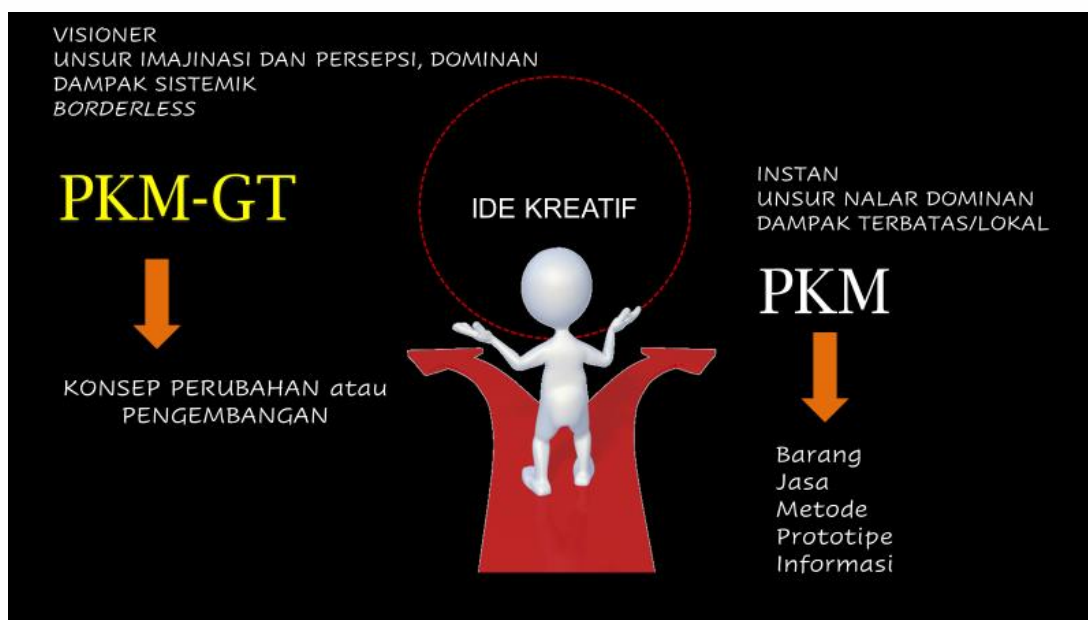 VISIONER
UNSUR IMAJINASI DAN PERSEPSI, DOMINAN
DAMPAK SISTEMIK
BORDERLESS
PKM-GT
KONSEP PERUBAHAN atau
PENGEMBANGAN
IDE KREATIF
INSTAN
UNSUR NALAR DOMINAN
DAMPAK TERBATAS/LOKAL
PKM
Barang
Jasa
Metode
Prototipe
Informasi